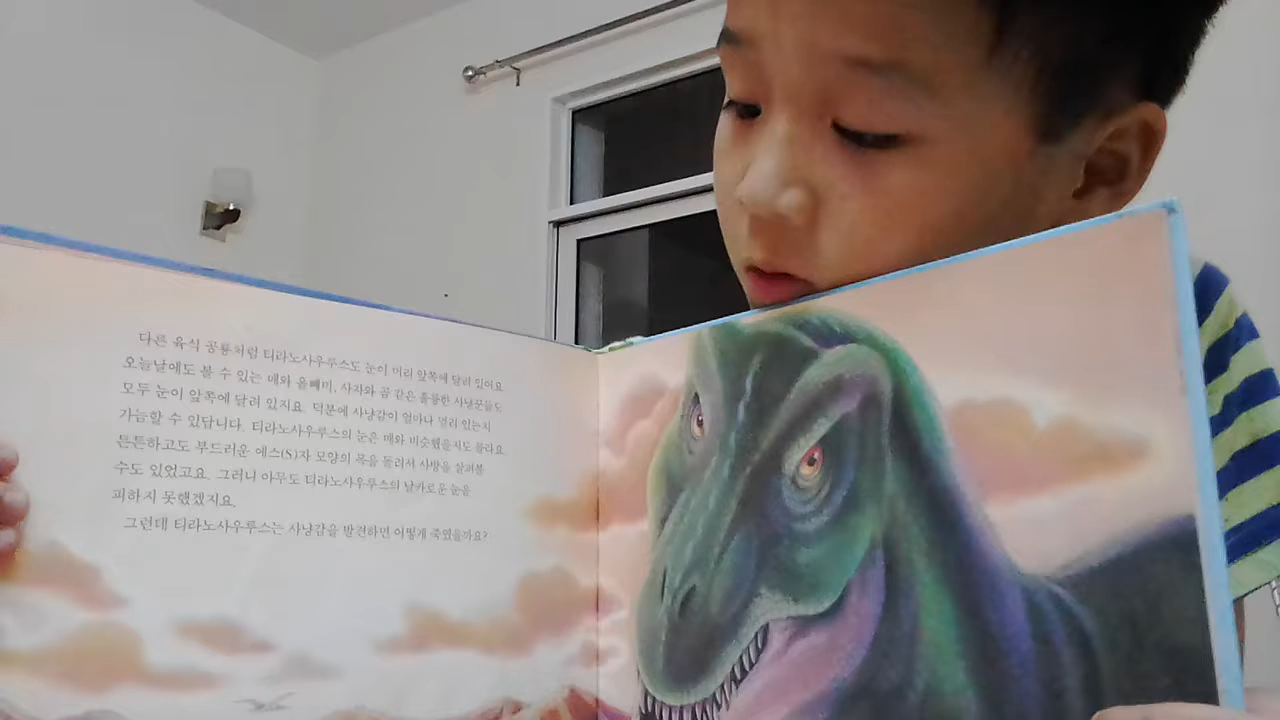 다른 육식 공룡처럼 티라노사우루스도 눈이 머리 앞쪽에 달려 있어요.
오늘날에도 볼 수 있는 매와 올빼미, 사자와 곰 같은 훌륭한 사냥꾼들도
모두 눈이 앞쪽에 달려 있지요. 덕분에 사냥감이 얼마나 멀리 있는지
가늠할 수 있답니다. 티라노사우루스의 눈은 매와 비슷했을지도 몰라요.
튼튼하고도 부드러운 에스(S)자 모양의 목을 돌려서 사방을 살펴볼
수도 있었고요. 그러니 아무도 티라노사우루스의 날카로운 눈을
피하지 못했겠지요.
그런데 티라노사우루스는 사냥감을 발견하면 어떻게 죽였을까요?